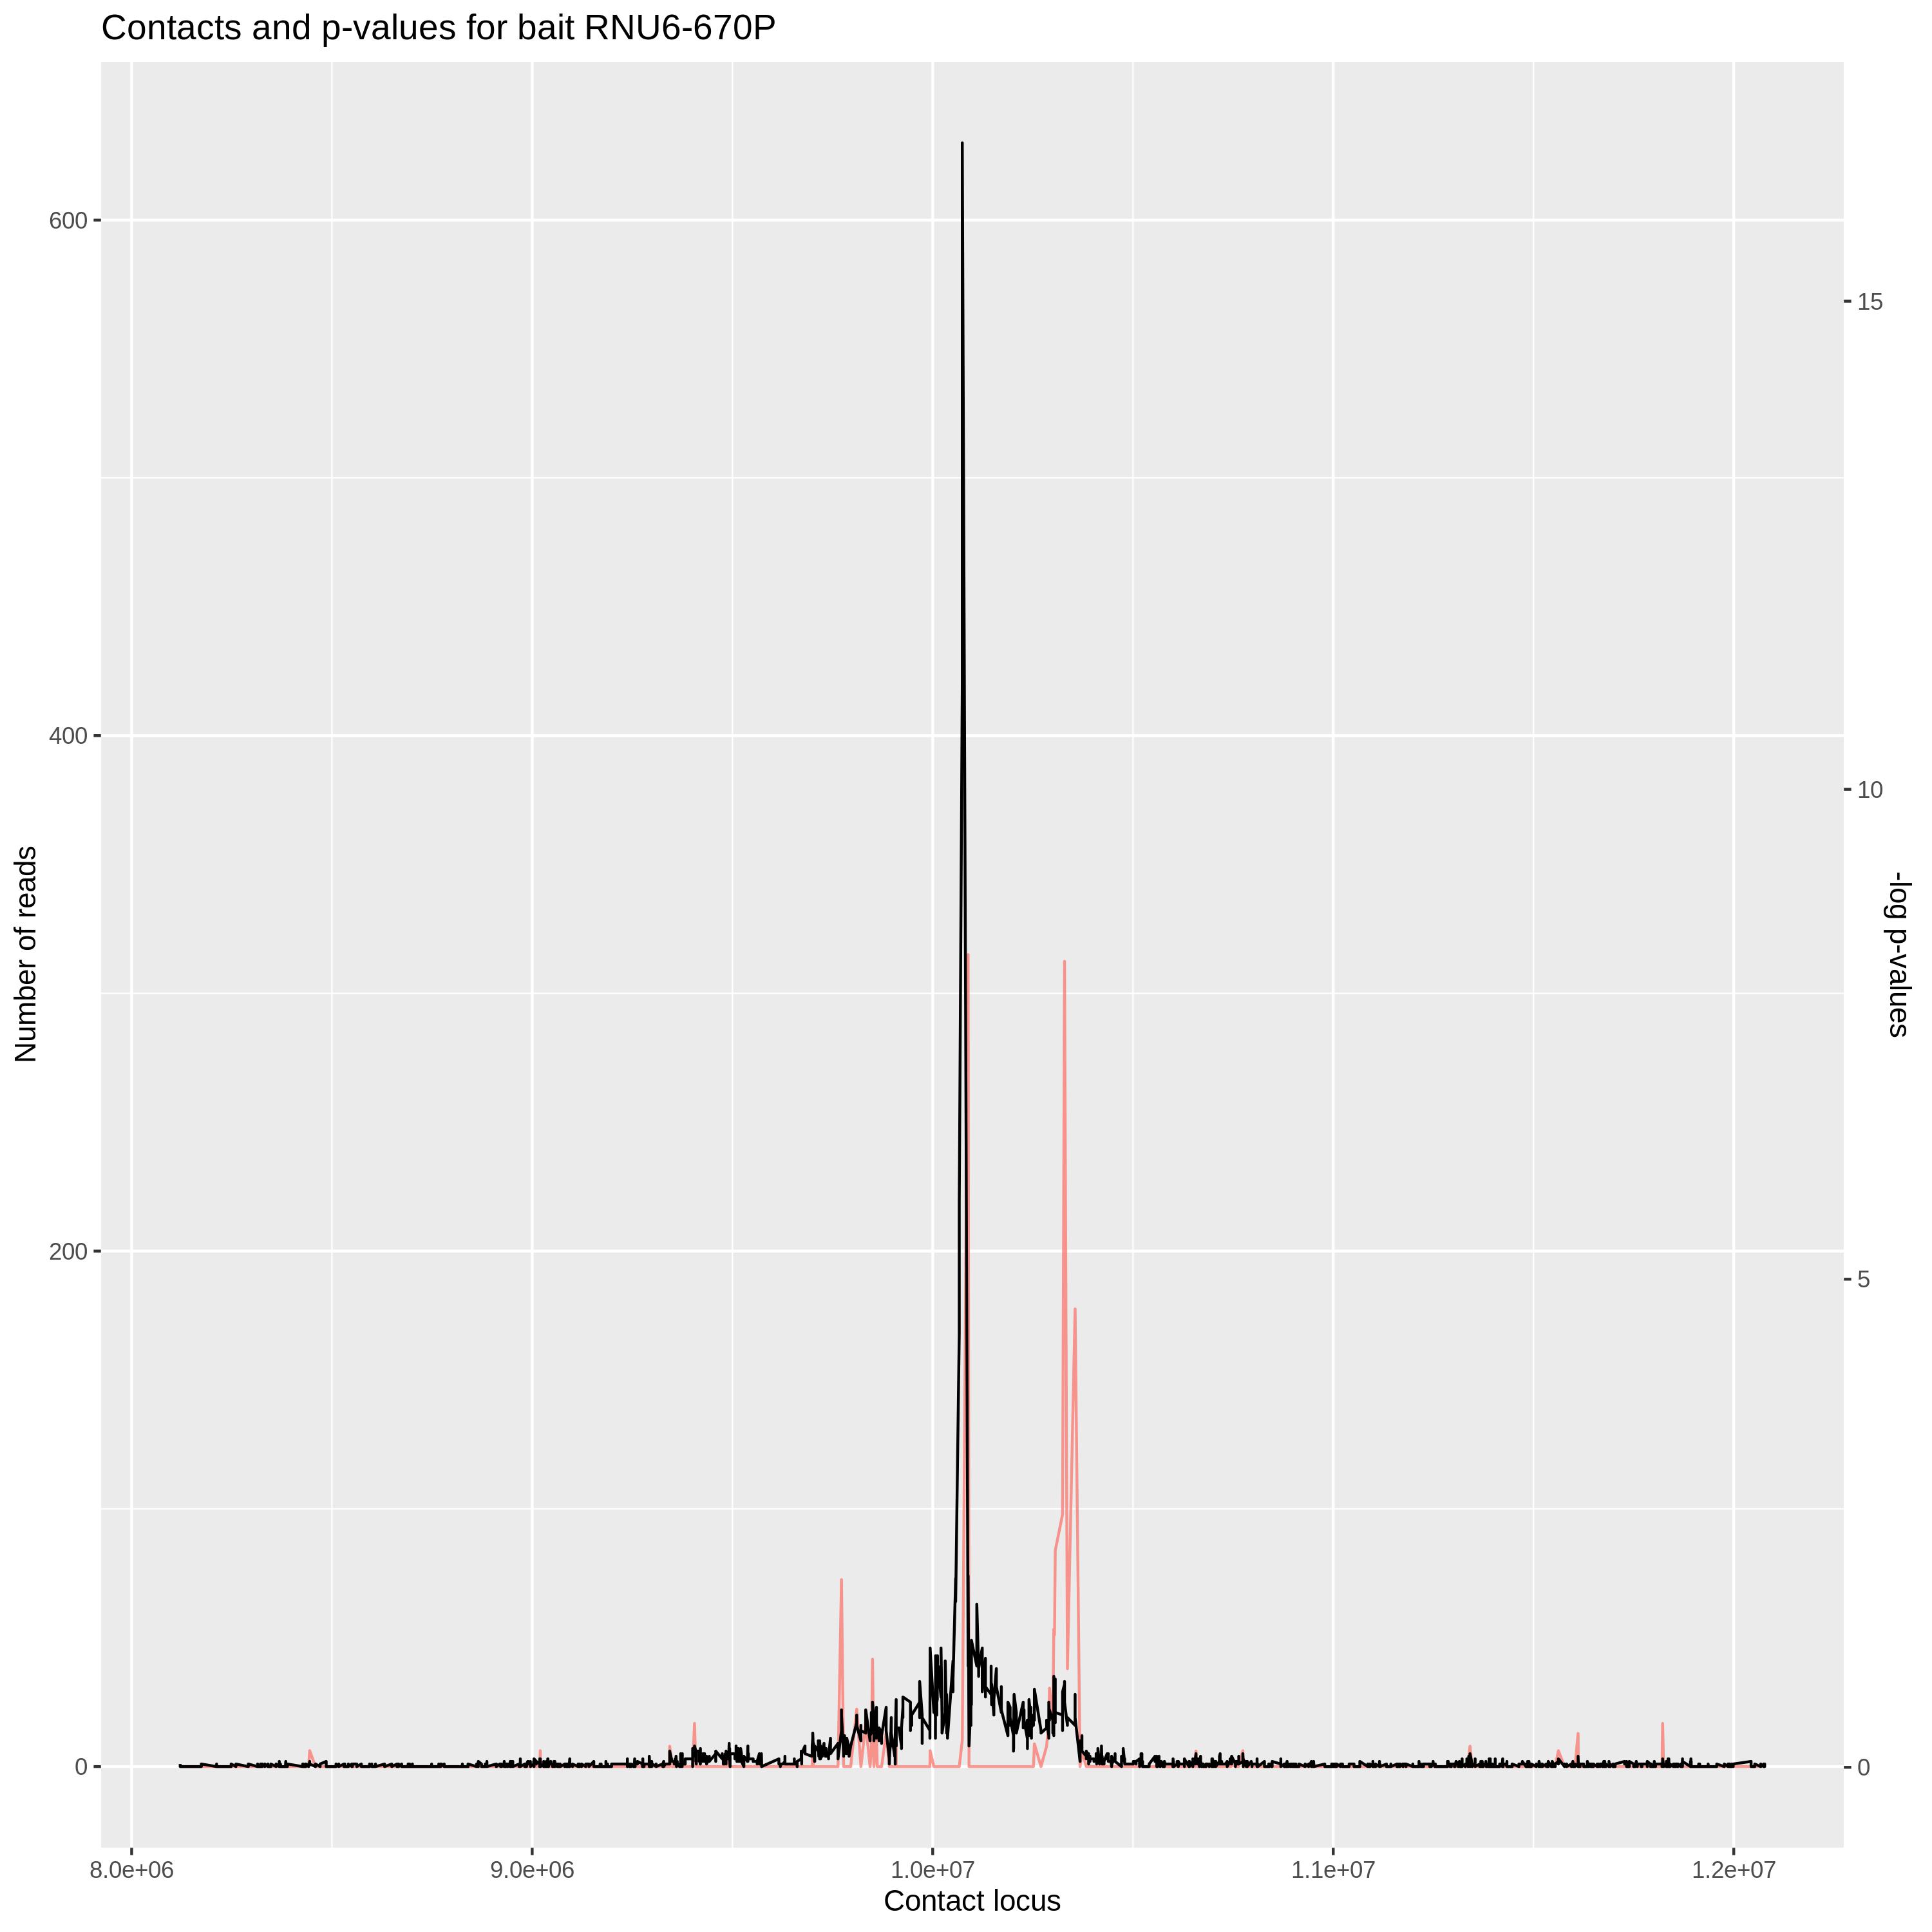 Contacts and p-values for bait RNU6-670P
600
400
200
0
15
10
5
0
Number of reads
-log p-values
8.0e+06
9.0e+06
1.0e+07
1.1e+07
1.2e+07
Contact locus